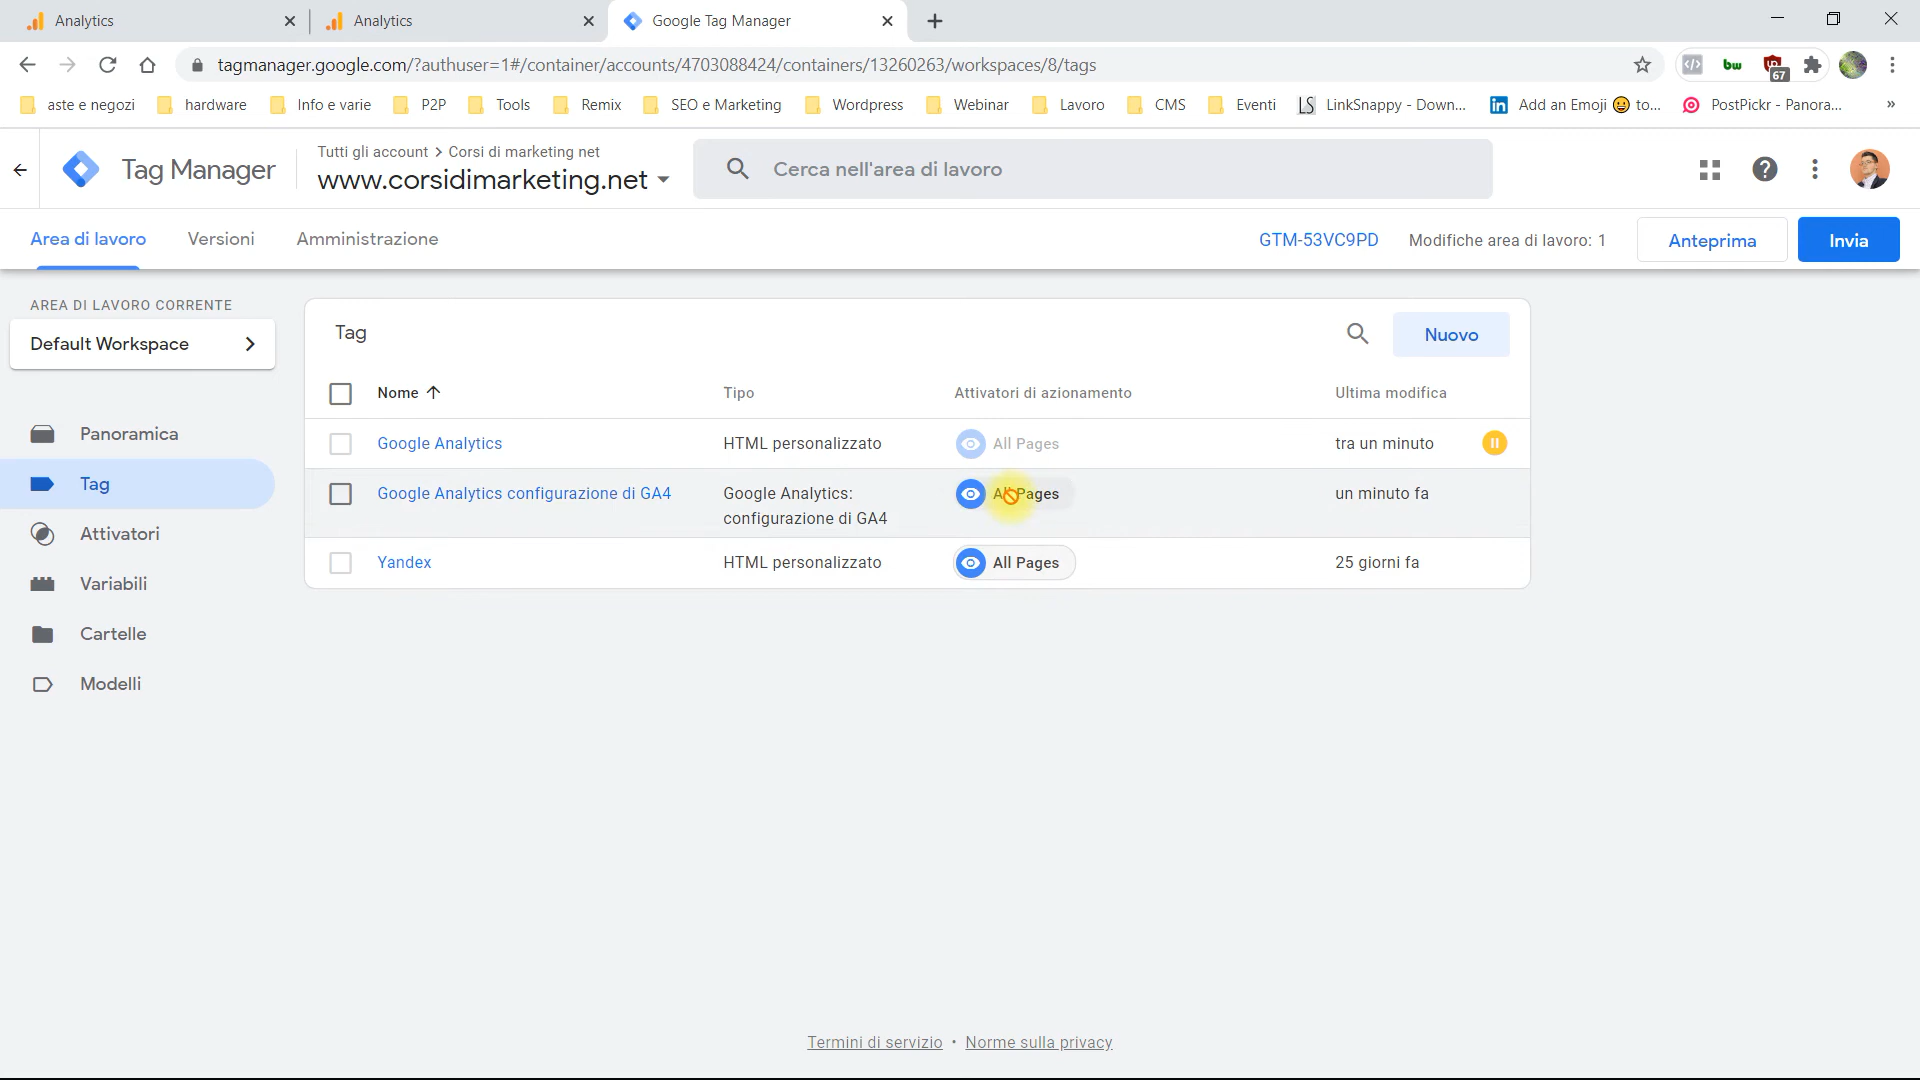 Analytics
Analytics
Google Tag Manager
tagmanager.google.com/?authuser=1#/container/accounts/4703088424/containers/13260263/workspaces/8/tags
67
aste e negozi
hardware
Info e varie
P2P
Tools
Remix
SEO e Marketing
Wordpress
Webinar
Lavoro
CMS
Eventi
LS
LinkSnappy - Down...
Add an Emoji 😀 to...
PostPickr - Panora...
»
Tag Manager
Tutti gli account > Corsi di marketing net
www.corsidimarketing.net
Cerca nell'area di lavoro
Area di lavoro
Versioni
Amministrazione
GTM-53VC9PD
Modifiche area di lavoro: 1
Anteprima
Invia
AREA DI LAVORO CORRENTE
Default Workspace
Panoramica
Tag
Attivatori
Variabili
Cartelle
Modelli
Tag
Nuovo
Nome
Tipo
Attivatori di azionamento
Ultima modifica
Google Analytics
HTML personalizzato
All Pages
tra un minuto
Google Analytics configurazione di GA4
Google Analytics:
configurazione di GA4
All Pages
un minuto fa
Yandex
HTML personalizzato
All Pages
25 giorni fa
Termini di servizio • Norme sulla privacy